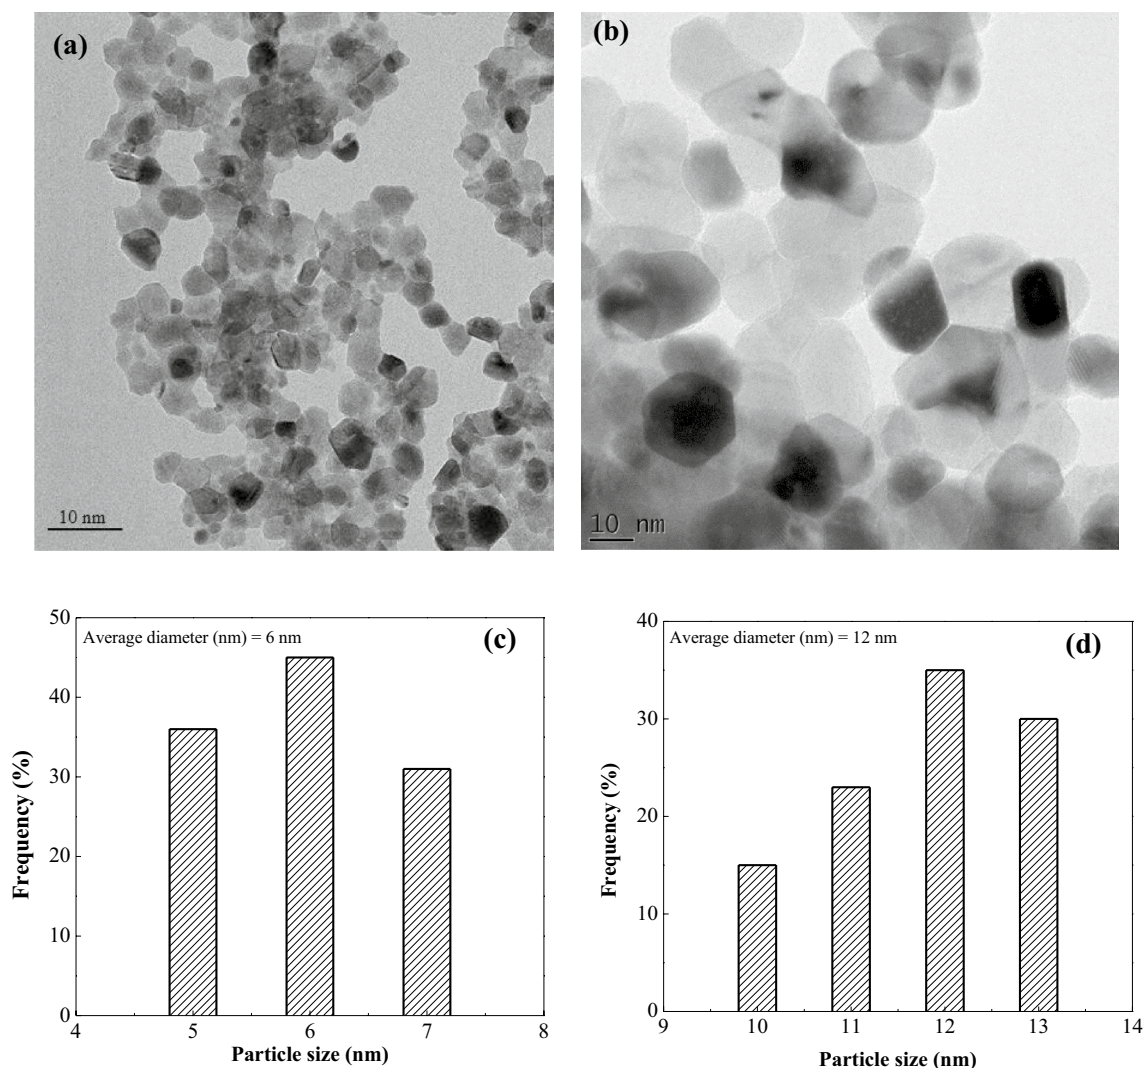 (a)
(b)
10 nm
10 nm
50
40
30
20
10
0
4
5
6
7
8
Average diameter (nm) = 6 nm
(c)
Frequency (%)
Particle size (nm)
40
30
20
10
0
9
10
11
12
13
14
Average diameter (nm) = 12 nm
(d)
Frequency (%)
Particle size (nm)